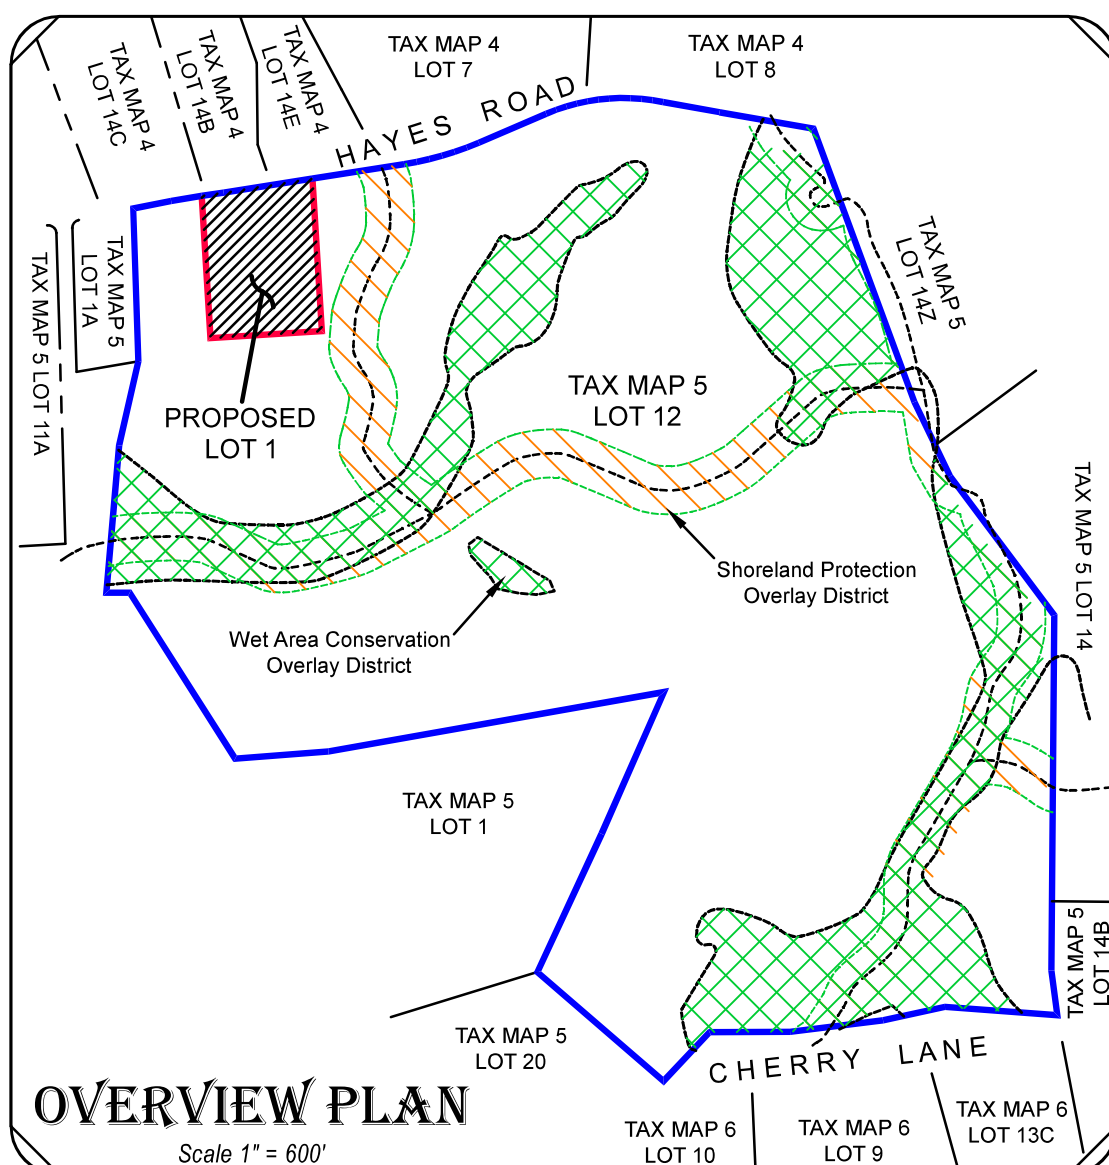 TAX MAP 4
LOT 14C
TAX MAP 4
LOT 14B
TAX MAP 4
LOT 14E
TAX MAP 4
LOT 7
TAX MAP 4
LOT 8
HAYES ROAD
TAX MAP 5
LOT 1A
TAX MAP 5 LOT 11A
TAX MAP 5
LOT 14Z
PROPOSED
LOT 1
TAX MAP 5
LOT 12
Shoreland Protection
Overlay District
TAX MAP 5 LOT 14
Wet Area Conservation
Overlay District
TAX MAP 5
LOT 1
TAX MAP 5
LOT 14B
TAX MAP 5
LOT 20
CHERRY LANE
OVERVIEW PLAN
Scale 1" = 600'
TAX MAP 6
LOT 10
TAX MAP 6
LOT 9
TAX MAP 6
LOT 13C